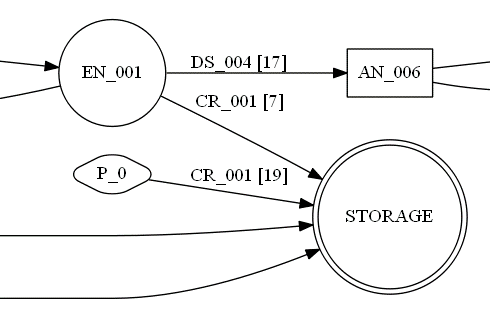 DS_004 [17]
EN_001
AN_006
CR_001 [7]
P_0
CR_001 [19]
STORAGE